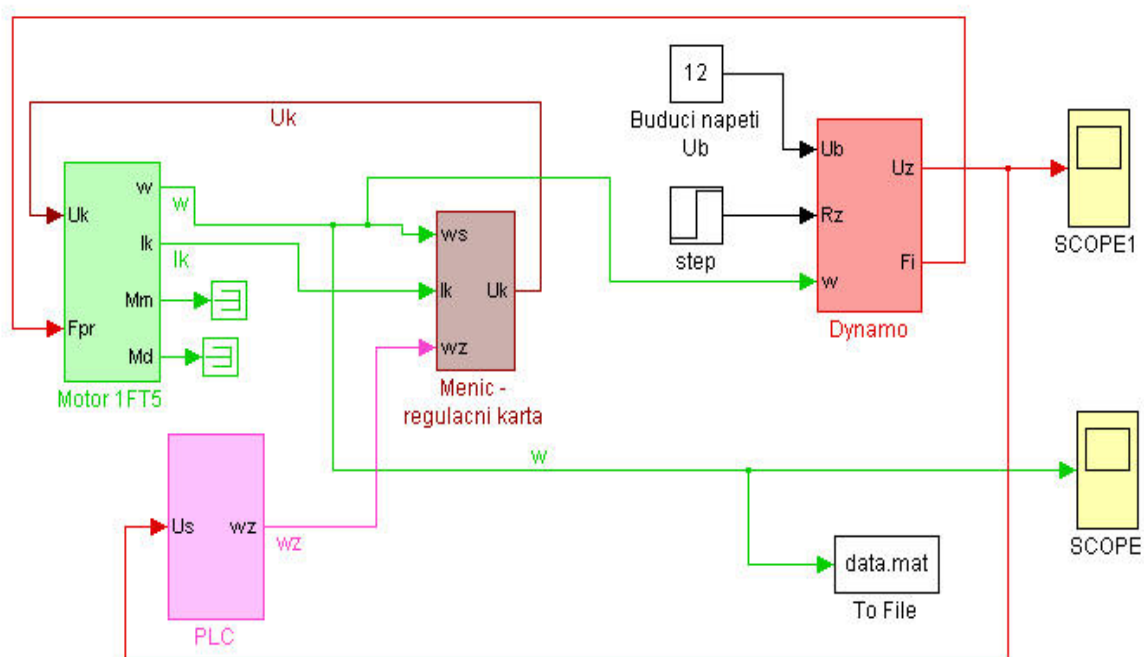 Uk
12
Buduci napeti
Ub
Ub
Uz
Rz
Fi
w
Dynamo
step
SCOPE1
Uk
w
w
Ik
Ik
Mm
Fpr
Md
Motor 1FT5
ws
Ik
Uk
wz
Menic -
regulacni karta
w
Us
wz
wz
PLC
SCOPE
data.mat
To File